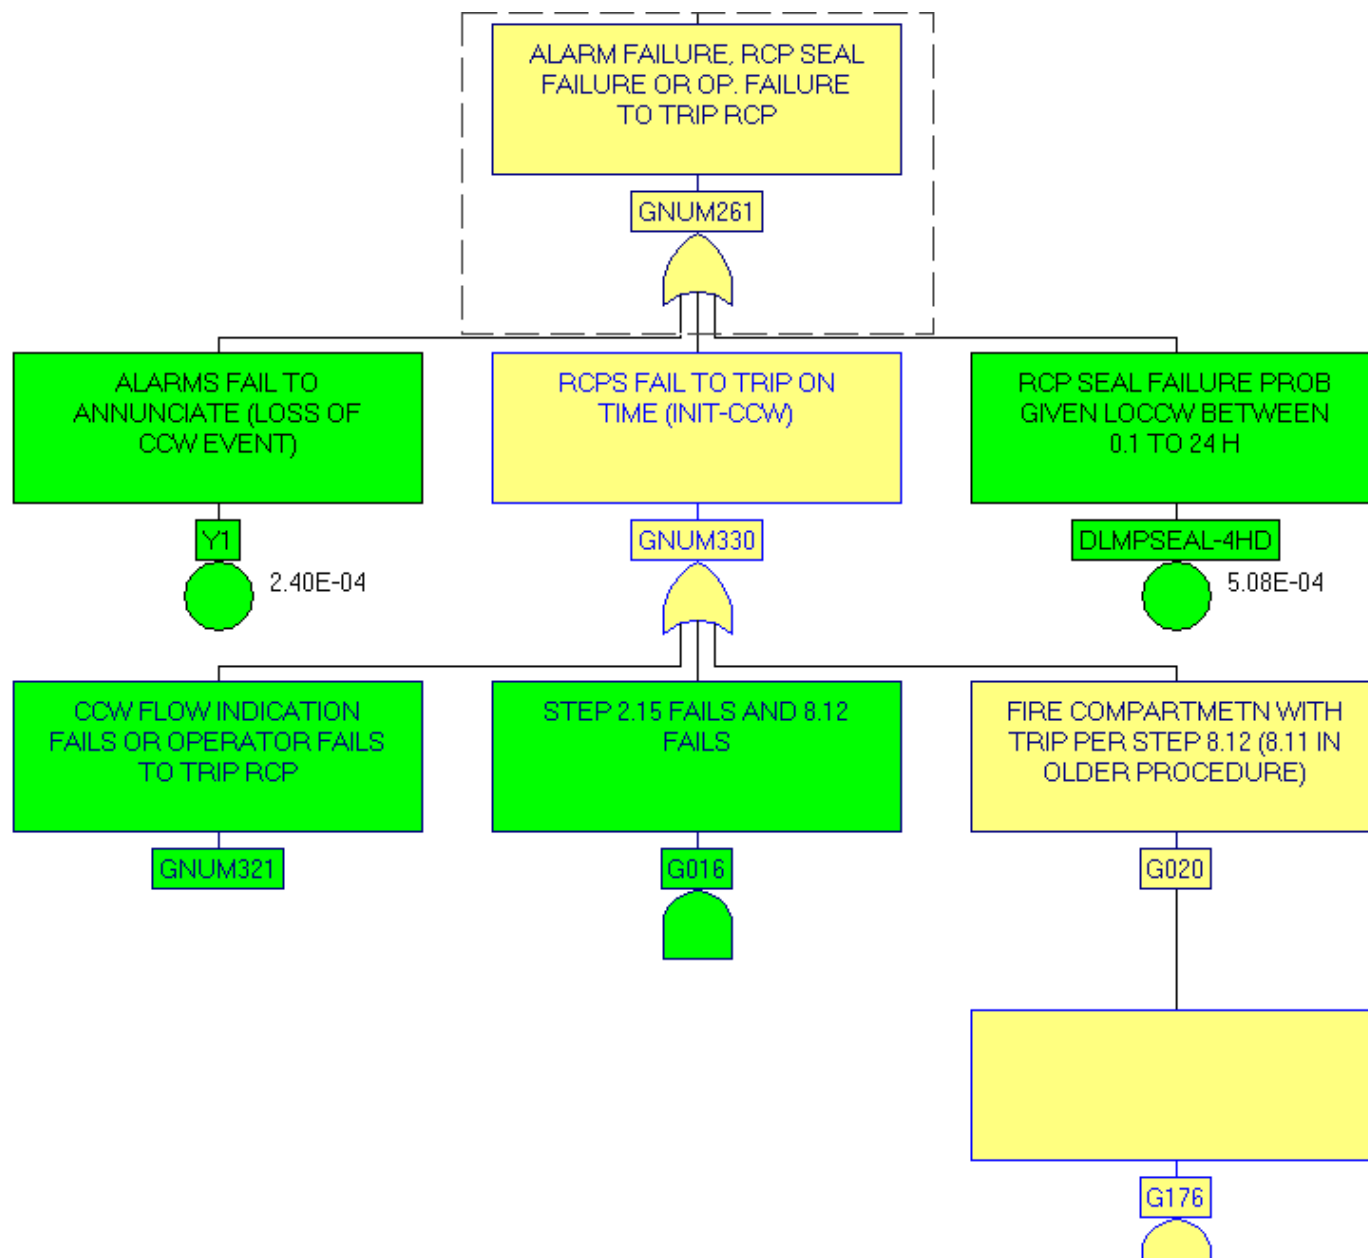 ALARM FAILURE, RCP SEAL
FAILURE OR OP. FAILURE
TO TRIP RCP
GNUM261
ALARMS FAIL TO
ANNUNCIATE (LOSS OF
CCW EVENT)
Y1
2.40E-04
RCPS FAIL TO TRIP ON
TIME (INIT-CCW)
GNUM330
RCP SEAL FAILURE PROB
GIVEN LOCCW BETWEEN
0.1 TO 24 H
DLMPSEAL-4HD
5.08E-04
CCW FLOW INDICATION
FAILS OR OPERATOR FAILS
TO TRIP RCP
GNUM321
STEP 2.15 FAILS AND 8.12
FAILS
G016
FIRE COMPARTMETN WITH
TRIP PER STEP 8.12 (8.11 IN
OLDER PROCEDURE)
G020
G176